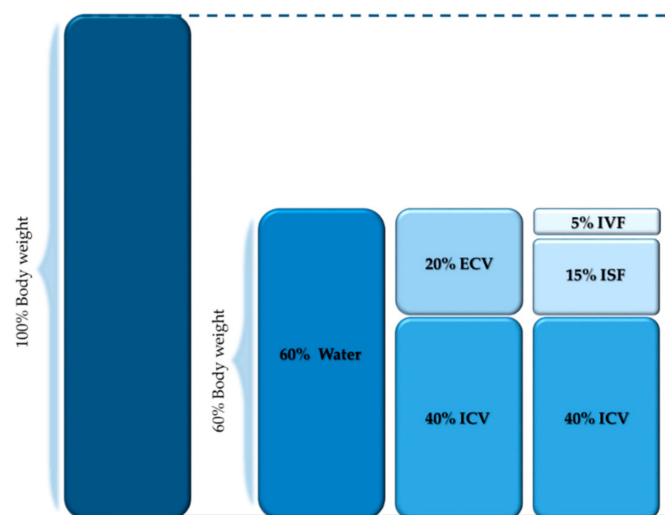 100% Body weight
60% Body weight
60% Water
20% ECV
40% ICV
5% IVF
15% ISF
40% ICV